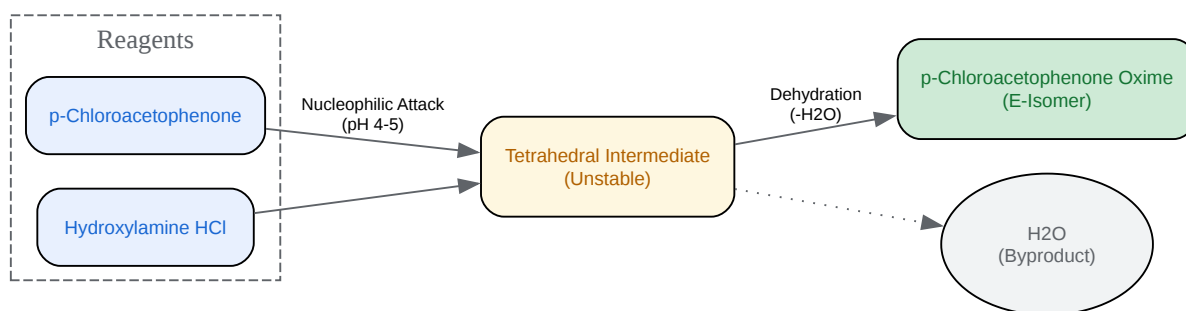 Reagents
p-Chloroacetophenone
Hydroxylamine HCl
Nucleophilic Attack
(pH 4-5)
Tetrahedral Intermediate
(Unstable)
Dehydration
(-H2O)
p-Chloroacetophenone Oxime
(E-Isomer)
H2O
(Byproduct)